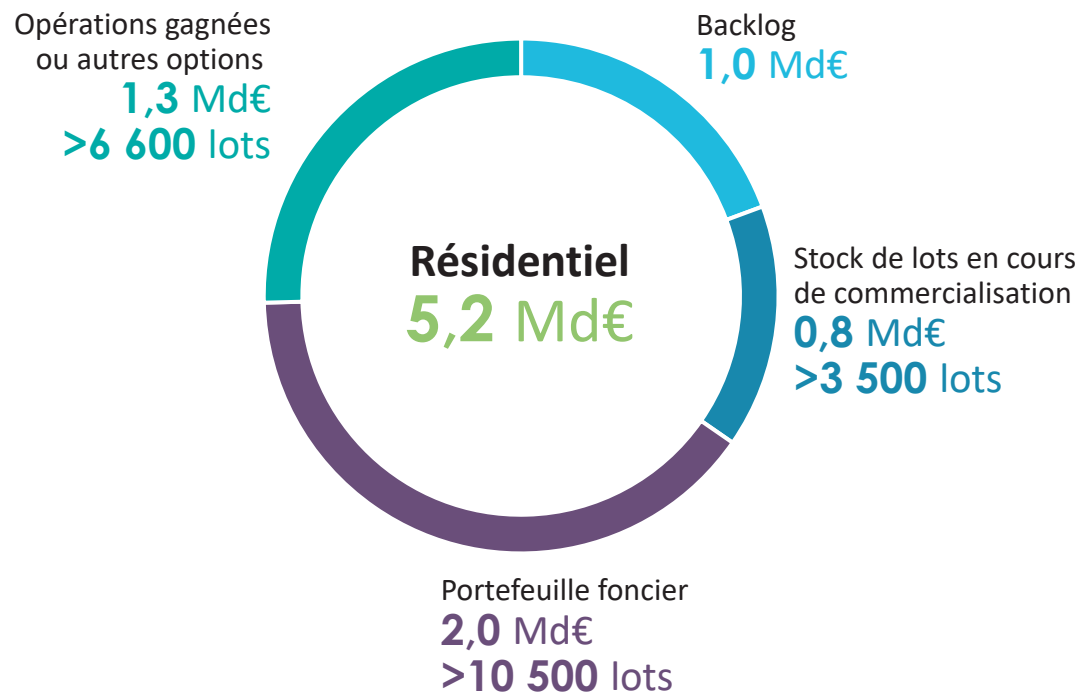 Opérations gagnées
ou autres options
1,3 Md€
>6 600 lots
Backlog
1,0 Md€
Résidentiel
5,2 Md€
Stock de lots en cours
de commercialisation
0,8 Md€
>3 500 lots
Portefeuille foncier
2,0 Md€
>10 500 lots